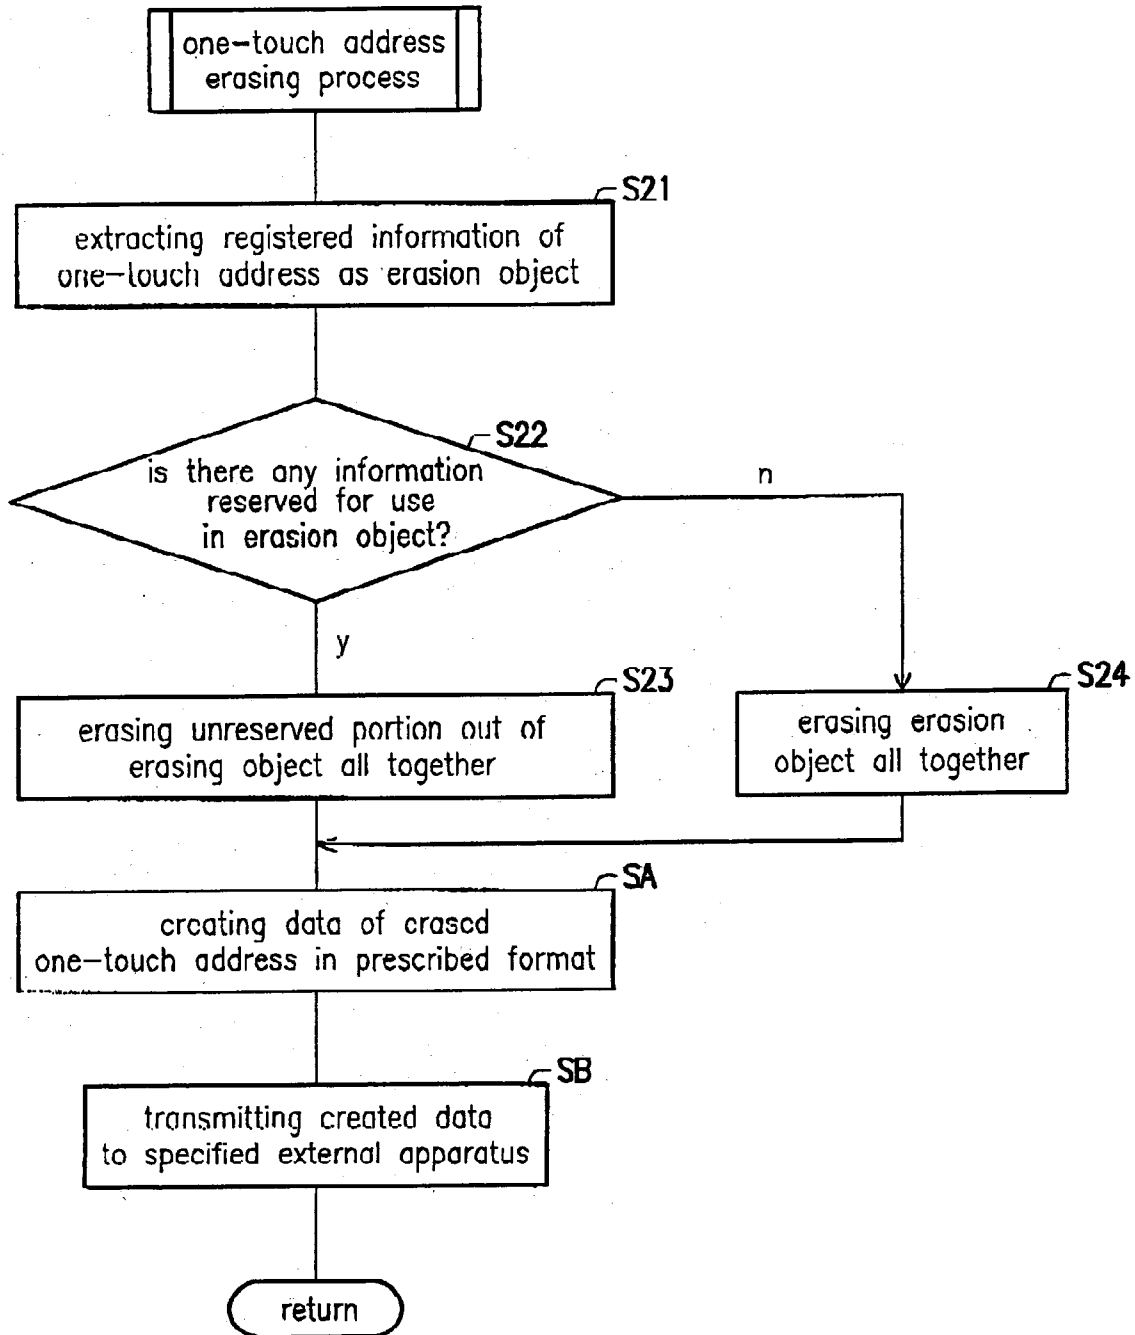 one-touch address
erasing process
S21
extracting registered information of
one-touch address as erasion object
S22
is there any information
reserved for use
in erasion object?
n
y
S23
erasing unreserved portion out of
erasing object all together
S24
erasing erasion
object all together
SA
creating data of erased
one-touch address in prescribed format
SB
transmitting created data
to specified external apparatus
return